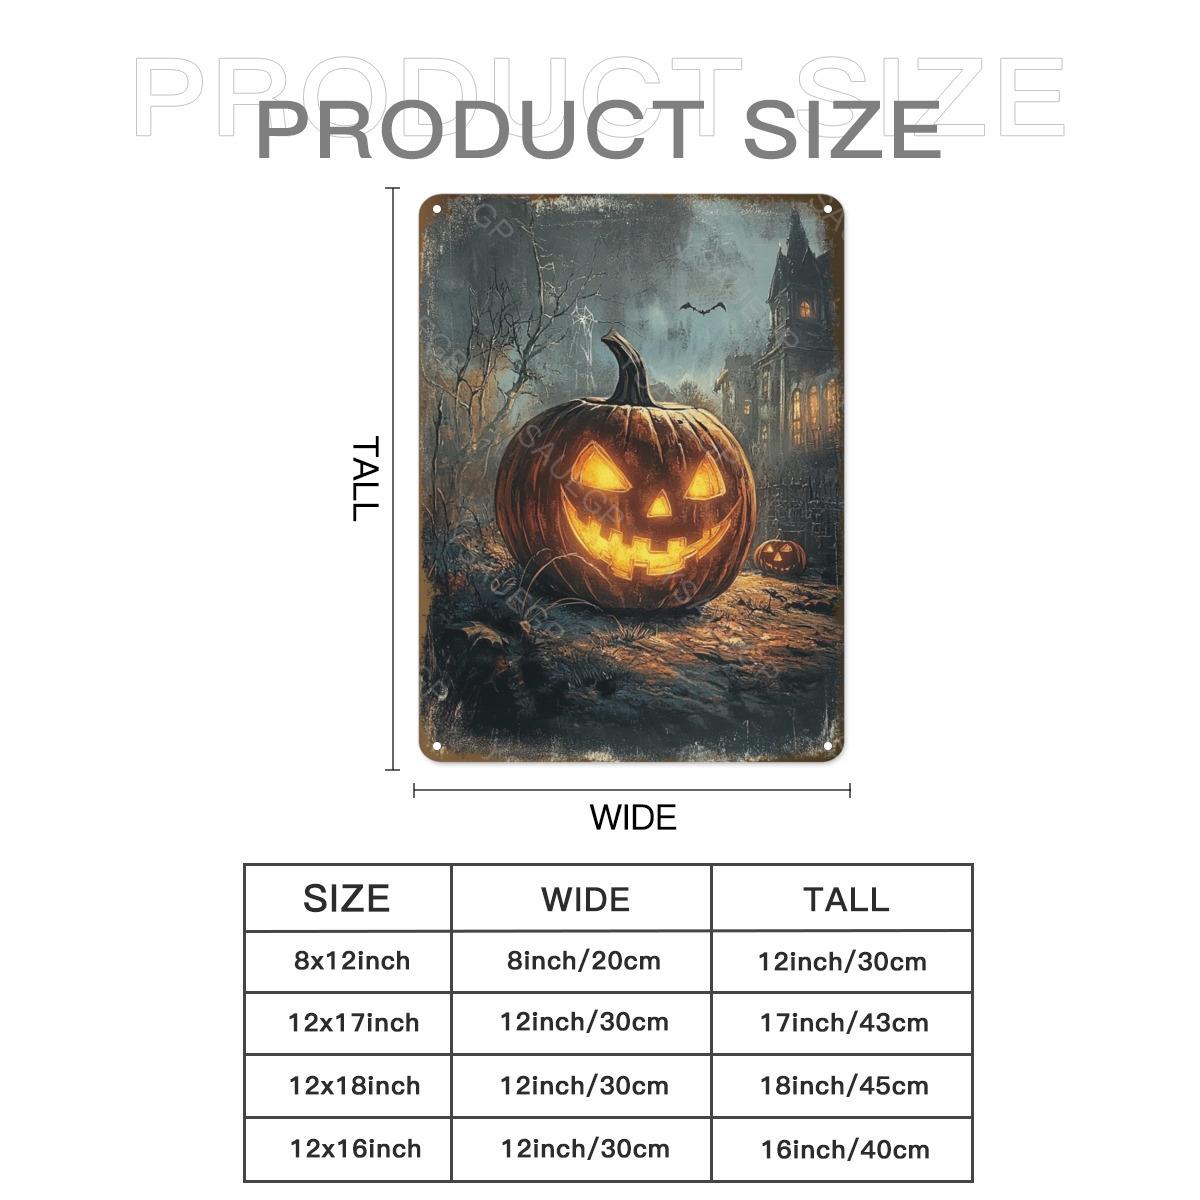 PRODUCT SIZE
PRODUCT SIZE
TALL
WIDE
SIZE WIDE TALL
8x12inch 8inch/20cm 12inch/30cm
12x17inch 12inch/30cm 17inch/43cm
12x18inch 12inch/30cm 18inch/45cm
12x16inch 12inch/30cm 16inch/40cm